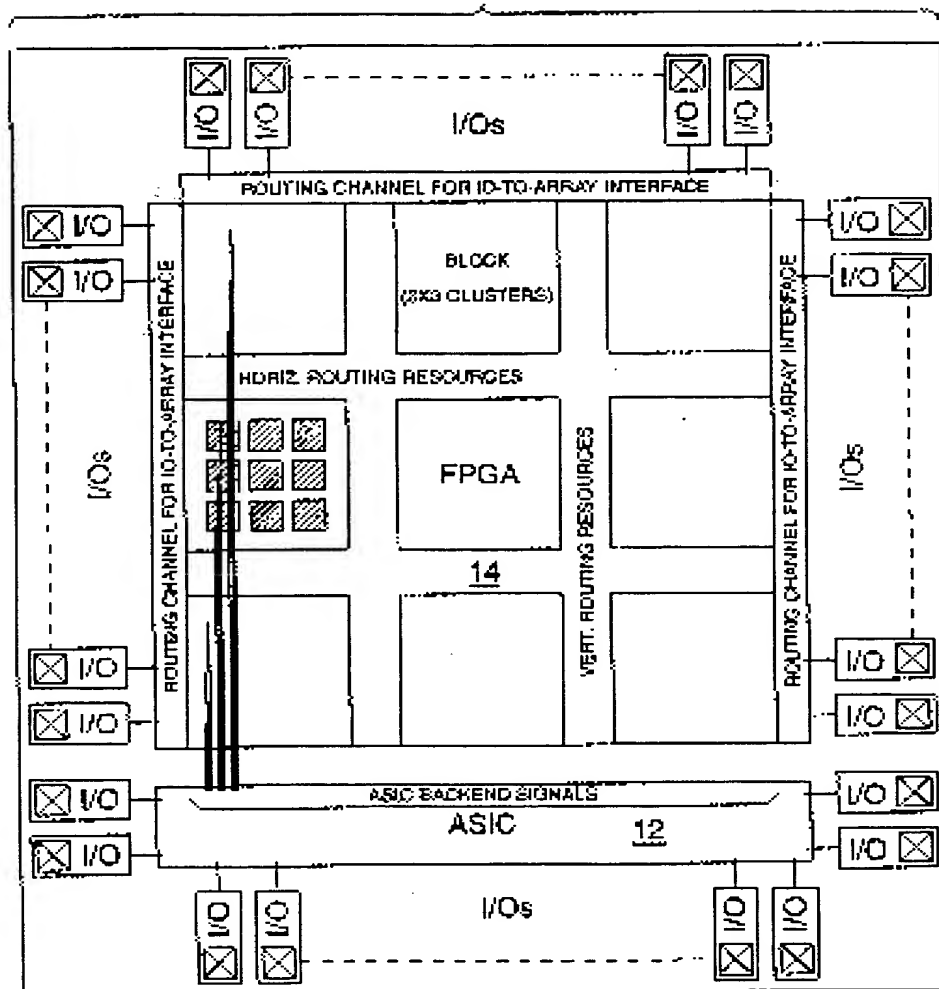 I/O I/O I/O I/O
I/Os
ROUTING CHANNEL FOR IO-TO-ARRAY INTERFACE
I/O
I/O
I/O
I/O
BLOCK
(3X3 CLUSTERS)
ROUTING CHANNEL FOR IO-TO-ARRAY INTERFACE
ROUTING CHANNEL FOR IO-TO-ARRAY INTERFACE
HORIZ. ROUTING RESOURCES
I/Os
FPGA
14
VERT. ROUTING RESOURCES
I/Os
I/O
I/O
I/O
I/O
I/O
I/O
I/O
I/O
ASIC BACKEND SIGNALS
ASIC
12
I/O I/O I/O I/O
I/Os